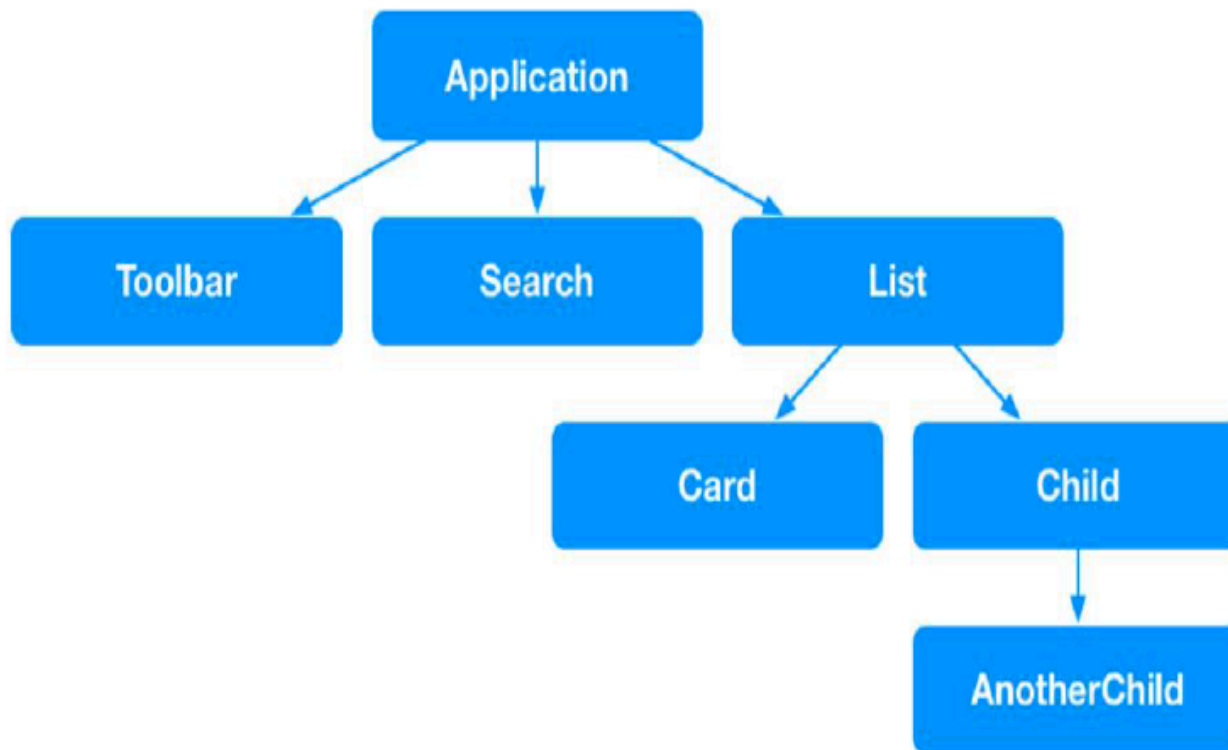 Application
Toolbar
Search
List
Card
Child
AnotherChild